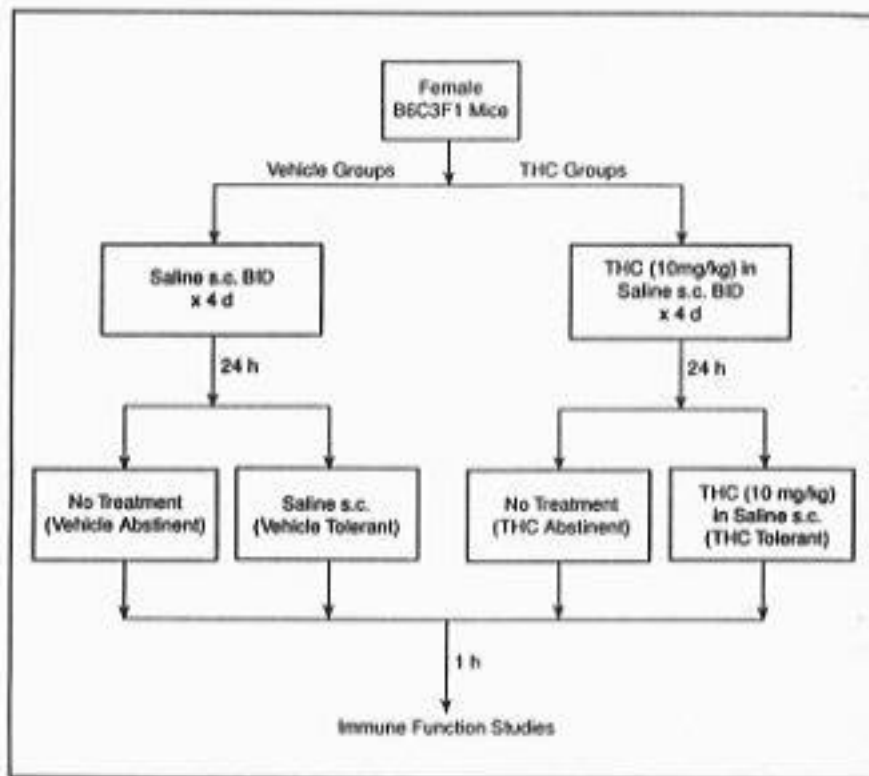 Female
B6C3F1 Mice
Vehicle Groups
THC Groups
Saline s.c. BID
x 4 d
THC (10mg/kg) in
Saline s.c. BID
x 4 d
24 h
24 h
No Treatment
(Vehicle Abstinent)
Saline s.c.
(Vehicle Tolerant)
No Treatment
(THC Abstinent)
THC (10 mg/kg)
in Saline s.c.
(THC Tolerant)
1 h
Immune Function Studies